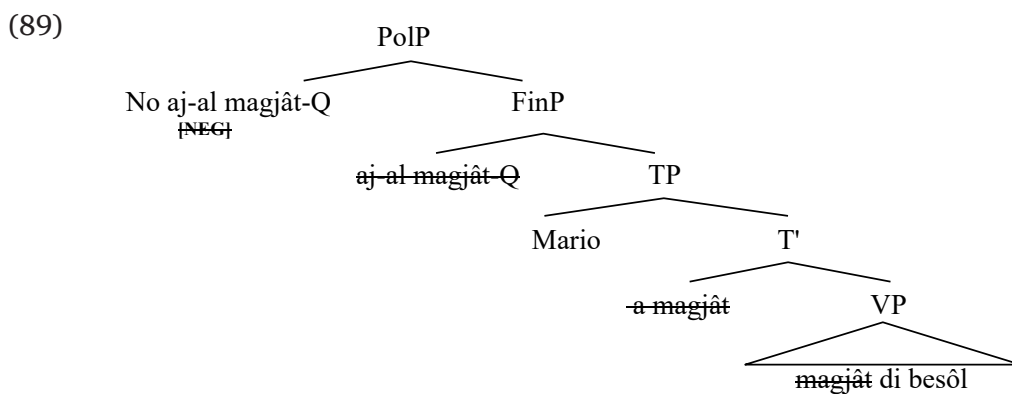 (89)
PolP
No aj-al magjât-Q FinP
[NEG]
aj-al magjât-Q TP
Mario T'
a magjât VP
magjât di besôl